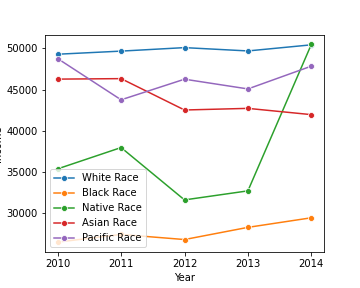 50000
45000
40000
35000
30000
White Race
Black Race
Native Race
Asian Race
Pacific Race
2010
2011
2012
2013
2014
Year